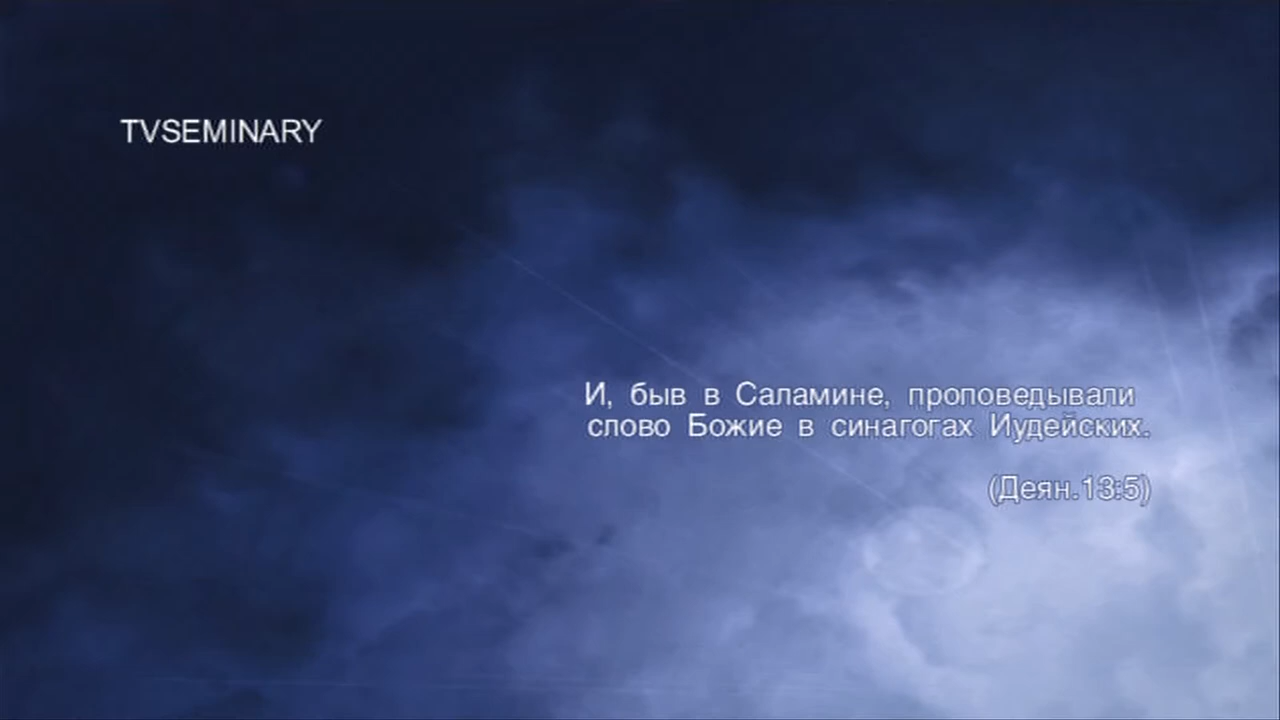 TVSEMINARY
И, быв в Саламине, проповедывали
слово Божие в синагогах Иудейских.
(Деян.13:5)